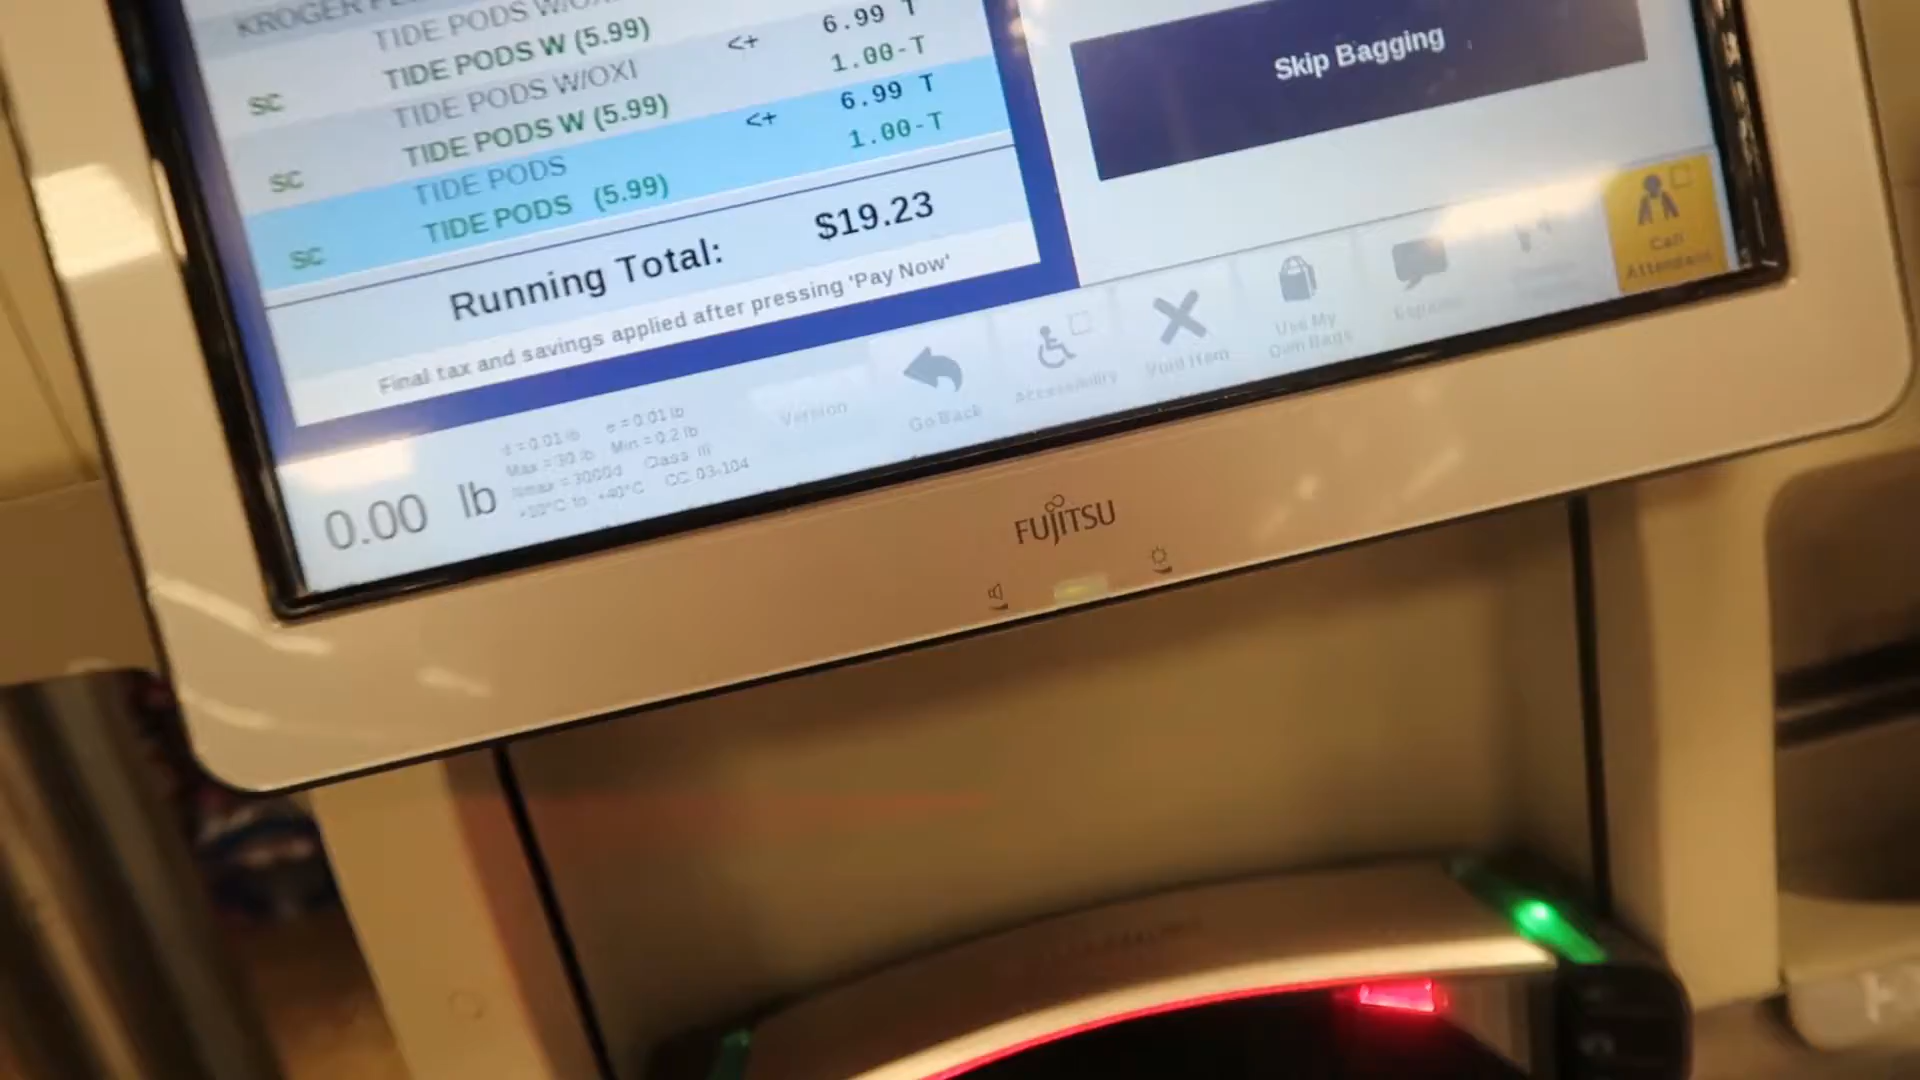 KROGER
TIDE PODS W/OXI
TIDE PODS W (5.99) <+ 6.99 T
SC 1.00-T
TIDE PODS W/OXI
TIDE PODS W (5.99) <+ 6.99 T
SC 1.00-T
TIDE PODS
TIDE PODS (5.99)
SC
Running Total: $19.23
Final tax and savings applied after pressing 'Pay Now'
Skip Bagging
Call
Attendant
Use My
Own Bags
Void Item
Accessibility
Go Back
Version
d = 0.01 lb e = 0.01 lb
Max = 30 lb Min = 0.2 lb
Nmax = 3000d Class III
+10°C to +40°C CC 03-104
0.00 lb
FUJITSU